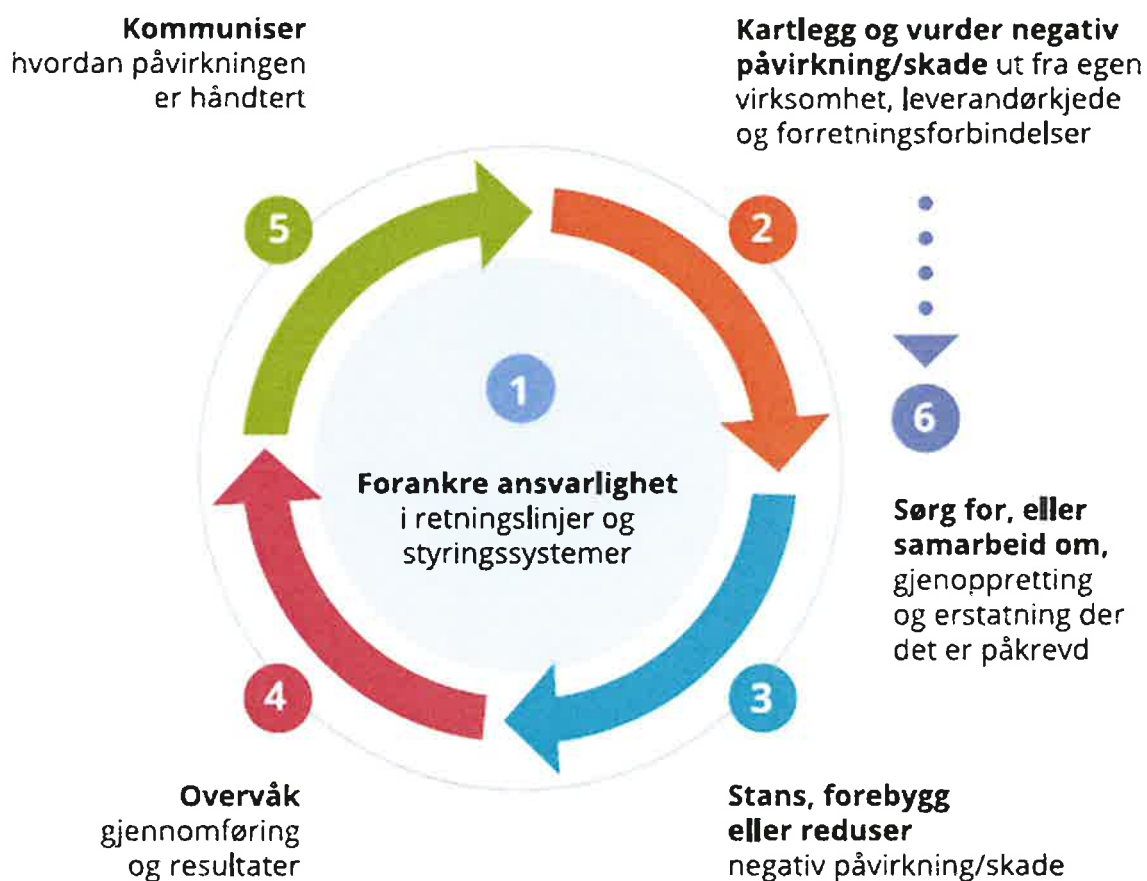 Kommuniser
hvordan påvirkningen
er håndtert
Kartlegg og vurder negativ
påvirkning/skade ut fra egen
virksomhet, leverandørkjede
og forretningsforbindelser
5
2
1
6
Forankre ansvarlighet
i retningslinjer og
styringssystemer
Sørg for, eller
samarbeid om,
gjenoppretting
og erstatning der
det er påkrevd
4
3
Overvåk
gjennomføring
og resultater
Stans, forebygg
eller reduser
negativ påvirkning/skade